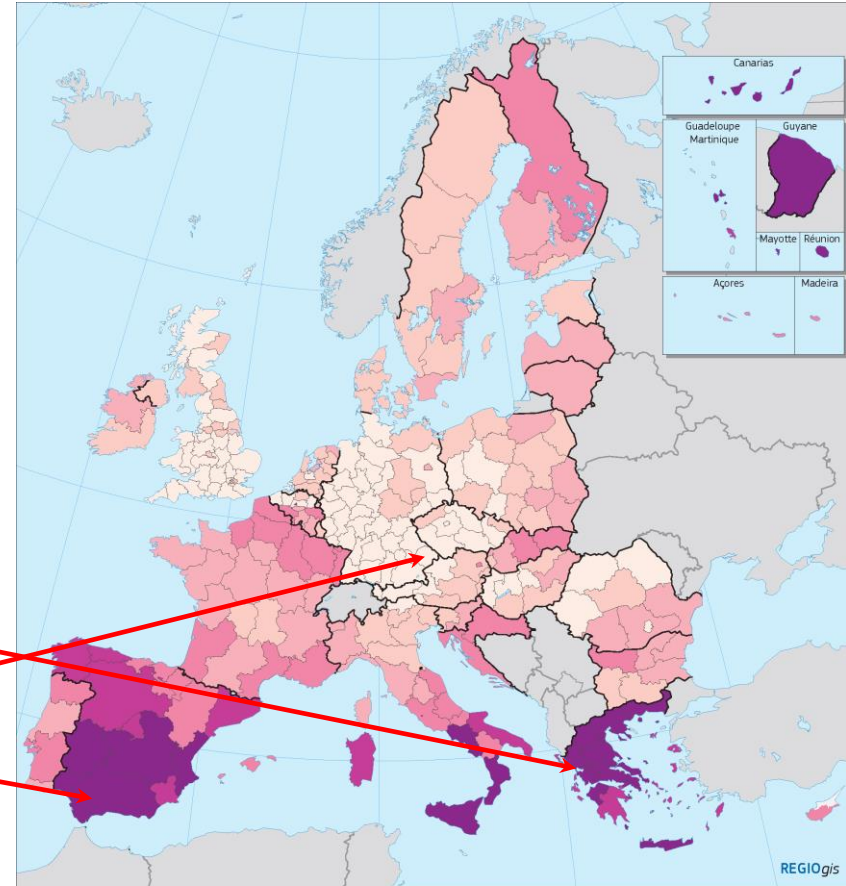 Canarias
Guadeloupe
Martinique
Guyane
Mayotte
Réunion
Açores
Madeira
REGIOgis